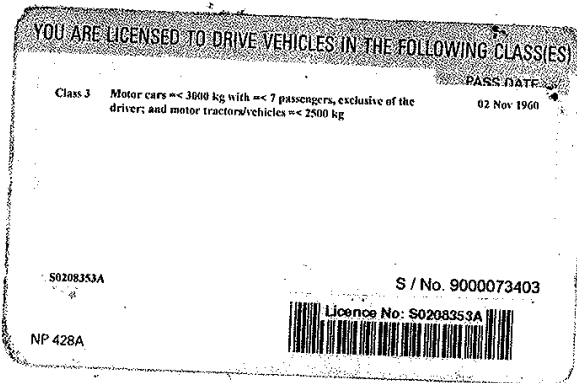 YOU ARE LICENSED TO DRIVE VEHICLES IN THE FOLLOWING CLASS(ES)
PASS DATE
Class 3 Motor cars =< 3000 kg with =< 7 passengers, exclusive of the 02 Nov 1960
driver; and motor tractors/vehicles =< 2500 kg
S0208353A
S / No. 9000073403
Licence No: S0208353A
NP 428A